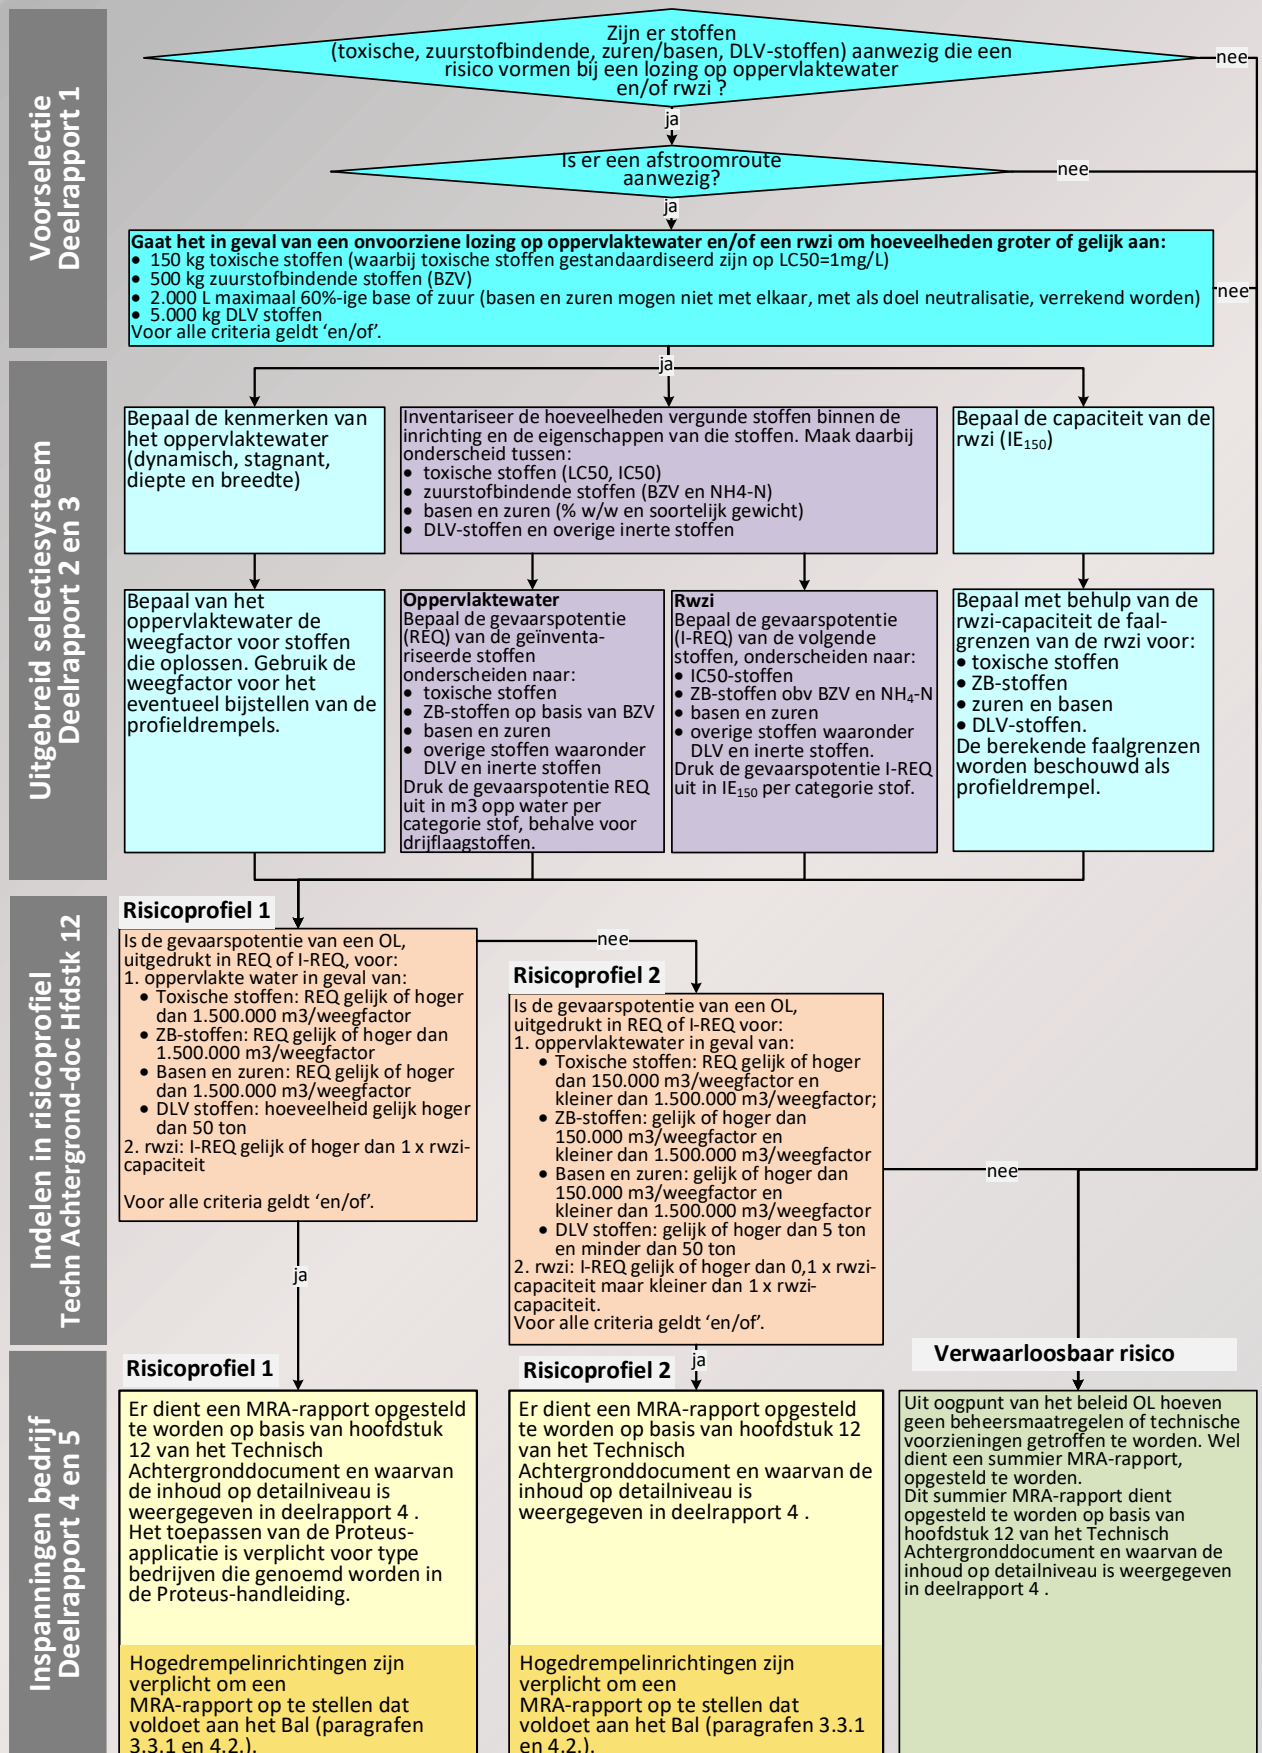 Voorselectie
Deelrapport 1
Zijn er stoffen
(toxische, zuurstofbindende, zuren/basen, DLV-stoffen) aanwezig die een
risico vormen bij een lozing op oppervlaktewater
en/of rwzi ?
nee
ja
Is er een afstroomroute
aanwezig?
nee
ja
Gaat het in geval van een onvoorziene lozing op oppervlaktewater en/of een rwzi om hoeveelheden groter of gelijk aan:
• 150 kg toxische stoffen (waarbij toxische stoffen gestandaardiseerd zijn op LC50=1mg/L)
• 500 kg zuurstofbindende stoffen (BZV)
• 2.000 L maximaal 60%-ige base of zuur (basen en zuren mogen niet met elkaar, met als doel neutralisatie, verrekend worden)
• 5.000 kg DLV stoffen
Voor alle criteria geldt ‘en/of’.
nee
ja
Uitgebreid selectiesysteem
Deelrapport 2 en 3
Bepaal de kenmerken van
het oppervlaktewater
(dynamisch, stagnant,
diepte en breedte)
Inventariseer de hoeveelheden vergunde stoffen binnen de
inrichting en de eigenschappen van die stoffen. Maak daarbij
onderscheid tussen:
• toxische stoffen (LC50, IC50)
• zuurstofbindende stoffen (BZV en NH4-N)
• basen en zuren (% w/w en soortelijk gewicht)
• DLV-stoffen en overige inerte stoffen
Bepaal de capaciteit van de
rwzi (IE150)
Bepaal van het
oppervlaktewater de
weegfactor voor stoffen
die oplossen. Gebruik de
weegfactor voor het
eventueel bijstellen van de
profieldrempels.
Oppervlaktewater
Bepaal de gevaarspotentie
(REQ) van de geïnventa-
riseerde stoffen
onderscheiden naar:
• toxische stoffen
• ZB-stoffen op basis van BZV
• basen en zuren
• overige stoffen waaronder
DLV en inerte stoffen
Druk de gevaarspotentie REQ
uit in m3 opp water per
categorie stof, behalve voor
drijflaagstoffen.
Rwzi
Bepaal de gevaarspotentie
(I-REQ) van de volgende
stoffen, onderscheiden naar:
• IC50-stoffen
• ZB-stoffen obv BZV en NH4-N
• basen en zuren
• overige stoffen waaronder
DLV en inerte stoffen.
Druk de gevaarspotentie I-REQ
uit in IE150 per categorie stof.
Bepaal met behulp van de
rwzi-capaciteit de faal-
grenzen van de rwzi voor:
• toxische stoffen
• ZB-stoffen
• zuren en basen
• DLV-stoffen.
De berekende faalgrenzen
worden beschouwd als
profieldrempel.
Indelen in risicoprofiel
Techn Achtergrond-doc Hfdstk 12
Risicoprofiel 1
Is de gevaarspotentie van een OL,
uitgedrukt in REQ of I-REQ, voor:
1. oppervlakte water in geval van:
• Toxische stoffen: REQ gelijk of hoger
dan 1.500.000 m3/weegfactor
• ZB-stoffen: REQ gelijk of hoger dan
1.500.000 m3/weegfactor
• Basen en zuren: REQ gelijk of hoger
dan 1.500.000 m3/weegfactor
• DLV stoffen: hoeveelheid gelijk hoger
dan 50 ton
2. rwzi: I-REQ gelijk of hoger dan 1 x rwzi-
capaciteit
Voor alle criteria geldt ‘en/of’.
nee
ja
Risicoprofiel 2
Is de gevaarspotentie van een OL,
uitgedrukt in REQ of I-REQ voor:
1. oppervlaktewater in geval van:
• Toxische stoffen: REQ gelijk of hoger
dan 150.000 m3/weegfactor en
kleiner dan 1.500.000 m3/weegfactor;
• ZB-stoffen: gelijk of hoger dan
150.000 m3/weegfactor en
kleiner dan 1.500.000 m3/weegfactor
• Basen en zuren: gelijk of hoger dan
150.000 m3/weegfactor en
kleiner dan 1.500.000 m3/weegfactor
• DLV stoffen: gelijk of hoger dan 5 ton
en minder dan 50 ton
2. rwzi: I-REQ gelijk of hoger dan 0,1 x rwzi-
capaciteit maar kleiner dan 1 x rwzi-
capaciteit.
Voor alle criteria geldt ‘en/of’.
nee
ja
Inspanningen bedrijf
Deelrapport 4 en 5
Risicoprofiel 1
Er dient een MRA-rapport opgesteld
te worden op basis van hoofdstuk
12 van het Technisch
Achtergronddocument en waarvan
de inhoud op detailniveau is
weergegeven in deelrapport 4 .
Het toepassen van de Proteus-
applicatie is verplicht voor type
bedrijven die genoemd worden in
de Proteus-handleiding.
Hogedrempelinrichtingen zijn
verplicht om een
MRA-rapport op te stellen dat
voldoet aan het Bal (paragrafen
3.3.1 en 4.2.).
Risicoprofiel 2
Er dient een MRA-rapport opgesteld
te worden op basis van hoofdstuk 12
van het Technisch
Achtergronddocument en waarvan de
inhoud op detailniveau is
weergegeven in deelrapport 4 .
Hogedrempelinrichtingen zijn
verplicht om een
MRA-rapport op te stellen dat
voldoet aan het Bal (paragrafen 3.3.1
en 4.2.).
Verwaarloosbaar risico
Uit oogpunt van het beleid OL hoeven
geen beheersmaatregelen of technische
voorzieningen getroffen te worden. Wel
dient een summier MRA-rapport,
opgesteld te worden.
Dit summier MRA-rapport dient
opgesteld te worden op basis van
hoofdstuk 12 van het Technisch
Achtergronddocument en waarvan de
inhoud op detailniveau is weergegeven
in deelrapport 4 .